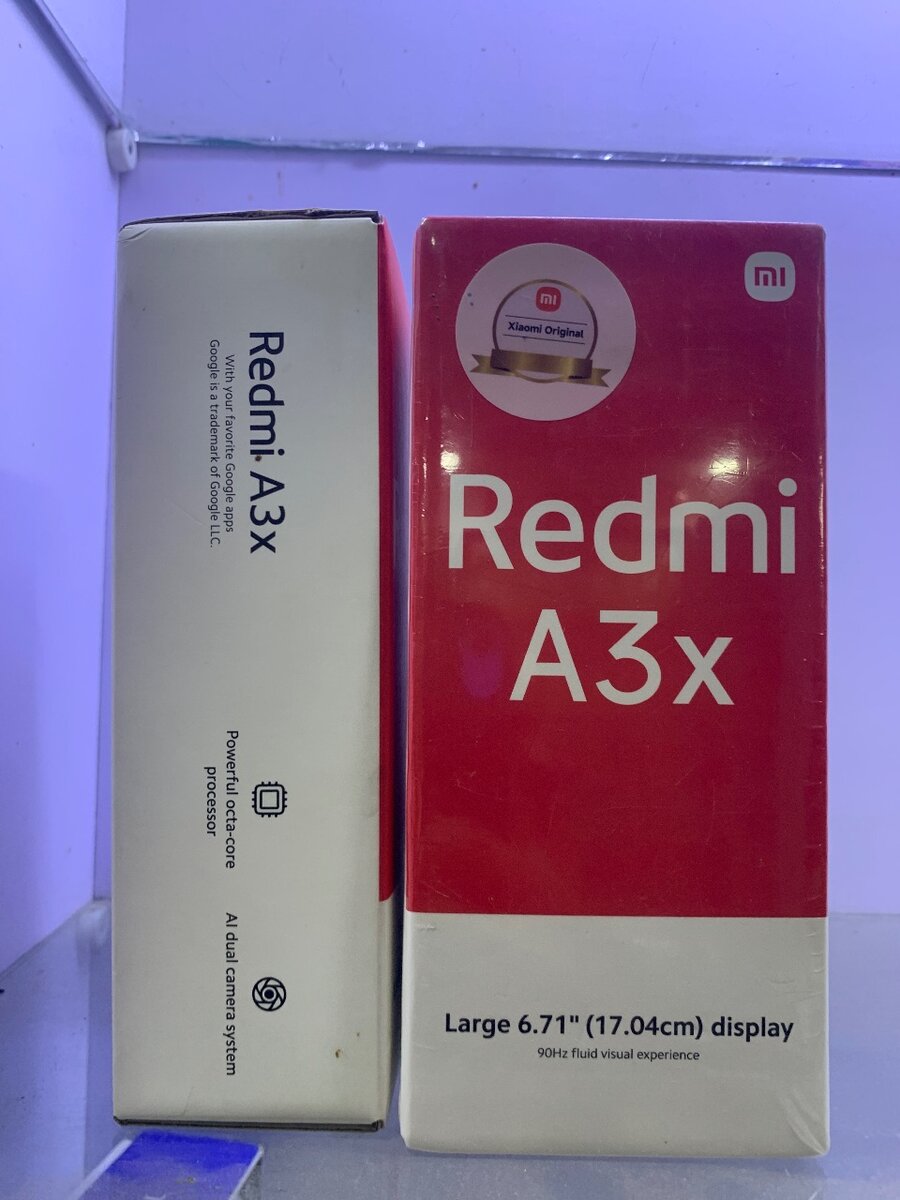 Redmi A3x
With your favorite Google apps
Google is a trademark of Google LLC.
Powerful octa-core
processor
AI dual camera system
mi
Xiaomi Original
mi
Redmi
A3x
Large 6.71" (17.04cm) display
90Hz fluid visual experience